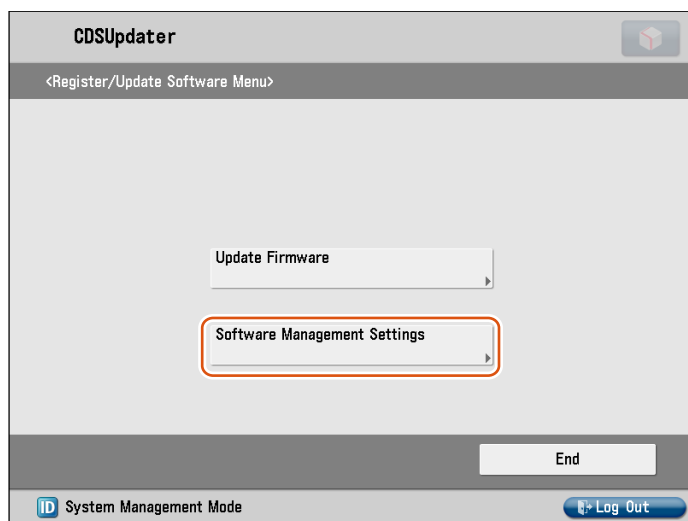 CDSUpdater
<Register/Update Software Menu>
Update Firmware
Software Management Settings
End
ID System Management Mode
Log Out